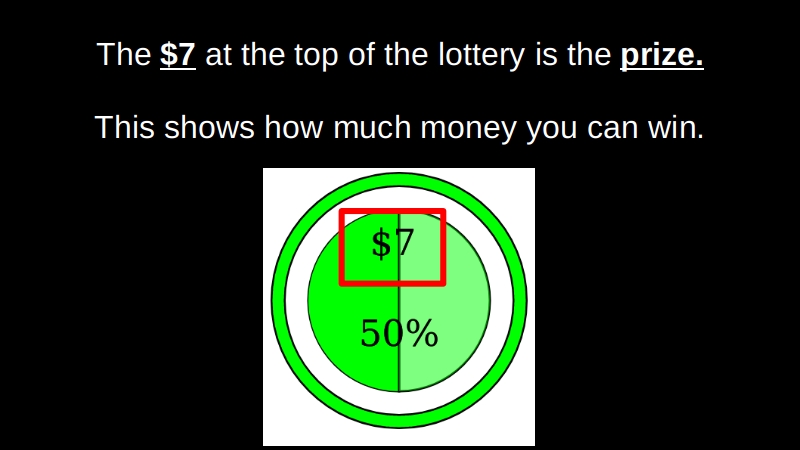 The $7 at the top of the lottery is the prize.
This shows how much money you can win.
$7
50%